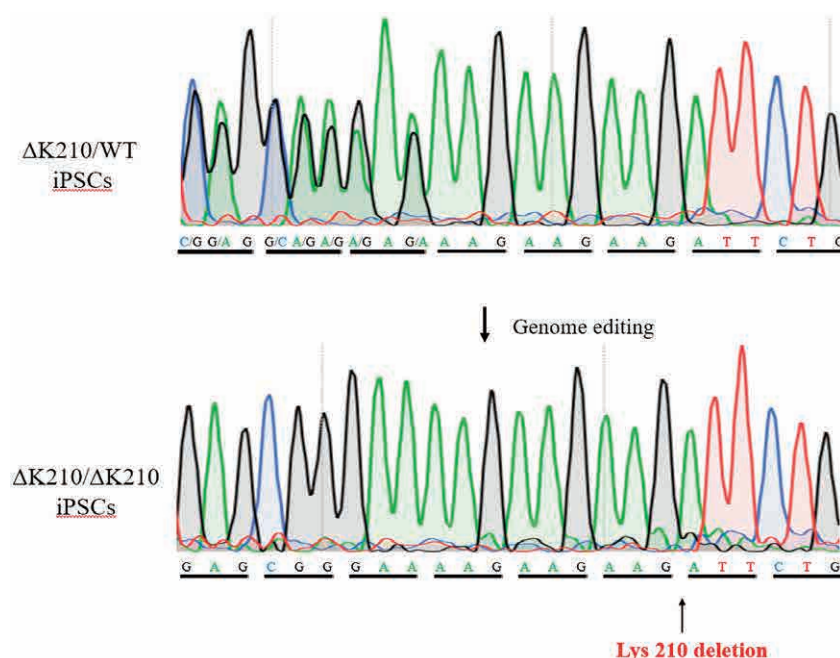 ΔK210/WT
iPSCs
C/G G/A G G/C A/G A/G A/G A G/A A A G A A G A A G A T T C T G
Genome editing
ΔK210/ΔK210
iPSCs
G A G C G G G A A A A G A A G A A G A T T C T G
Lys 210 deletion